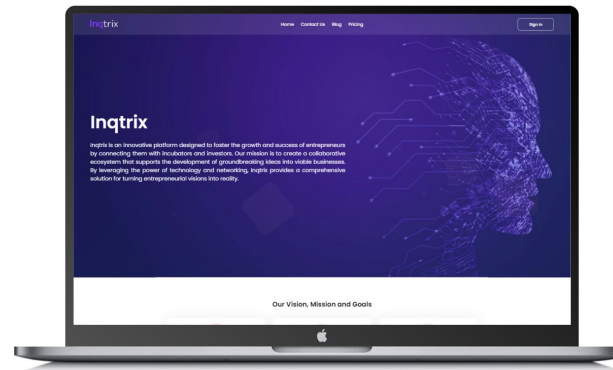 Inqtrix
Home Contact Us Blog Pricing
Sign In
Inqtrix
Inqtrix is an innovative platform designed to foster the growth and success of entrepreneurs
by connecting them with incubators and investors. Our mission is to create a collaborative
ecosystem that supports the development of groundbreaking ideas into viable businesses.
By leveraging the power of technology and networking, Inqtrix provides a comprehensive
solution for turning entrepreneurial visions into reality.
Our Vision, Mission and Goals